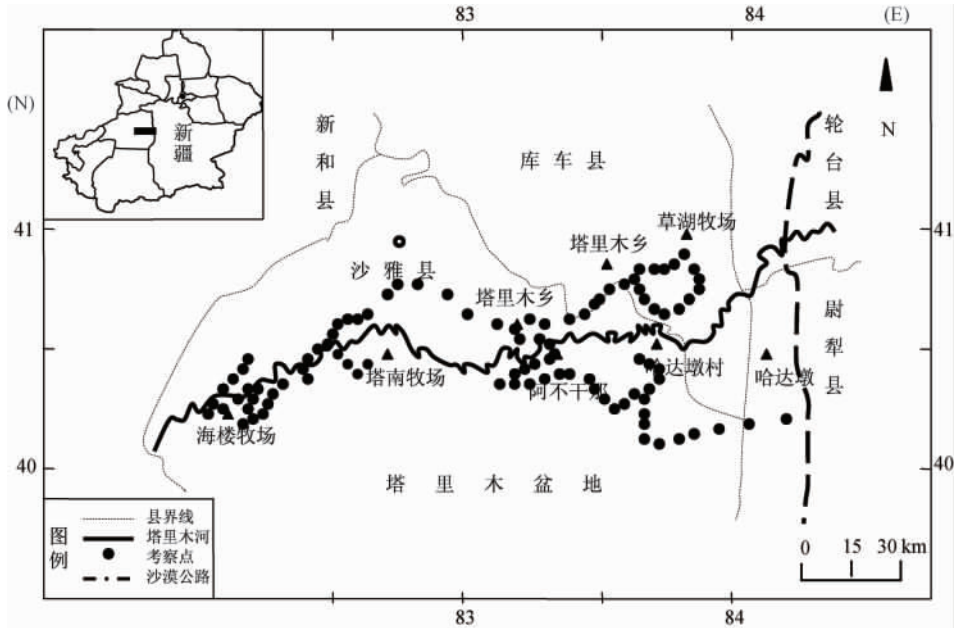 83
84
(E)
(N)
新疆
新和县
库车县
轮台县
N
41
41
草湖牧场
塔里木乡
沙雅县
塔里木乡
尉犁县
塔南牧场
阿不干那
哈达墩村
哈达墩
海楼牧场
40
40
塔里木盆地
图例
县界线
塔里木河
考察点
沙漠公路
0 15 30 km
83
84